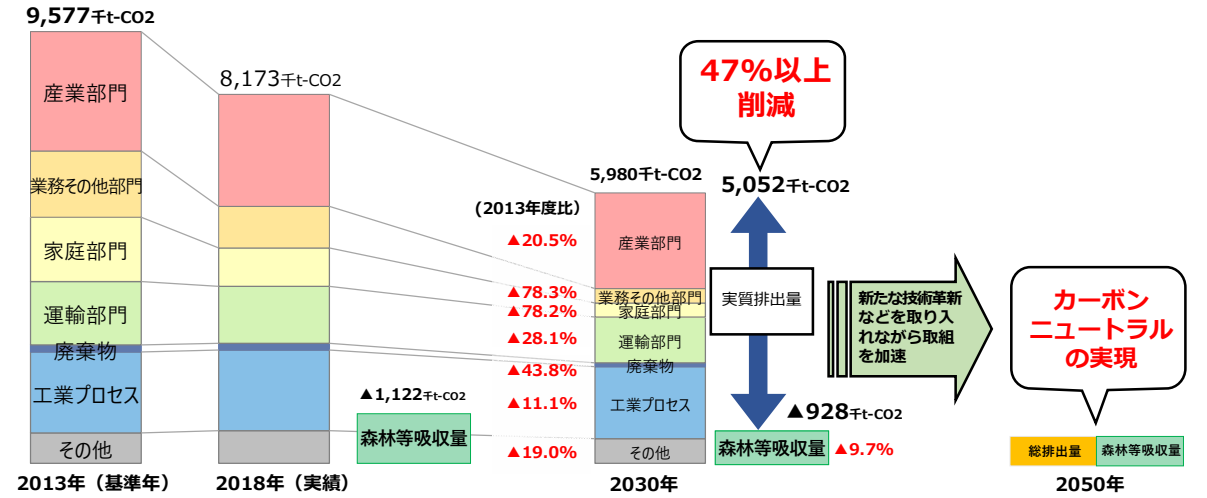 9,577千t-CO2
産業部門
業務その他部門
家庭部門
運輸部門
廃棄物
工業プロセス
その他
2013年（基準年）
8,173千t-CO2
2018年（実績）
▲1,122千t-CO2
森林等吸収量
(2013年度比)
▲20.5%
▲78.3%
▲78.2%
▲28.1%
▲43.8%
▲11.1%
▲19.0%
5,980千t-CO2
産業部門
業務その他部門
家庭部門
運輸部門
廃棄物
工業プロセス
その他
2030年
47%以上
削減
5,052千t-CO2
実質排出量
▲928千t-CO2
森林等吸収量
▲9.7%
新たな技術革新
などを取り入
れながら取組
を加速
カーボン
ニュートラル
の実現
総排出量
森林等吸収量
2050年